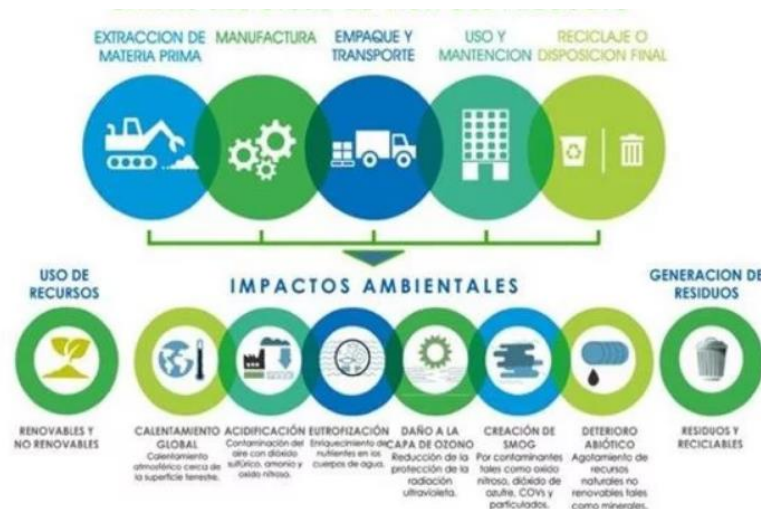 EXTRACCION DE
MATERIA PRIMA
MANUFACTURA
EMPAQUE Y
TRANSPORTE
USO Y
MANTENCION
RECICLAJE O
DISPOSICION FINAL
USO DE
RECURSOS
IMPACTOS AMBIENTALES
GENERACION DE
RESIDUOS
RENOVABLES Y
NO RENOVABLES
CALENTAMIENTO
GLOBAL
Calentamiento
atmosférico cerca de
la superficie terrestre.
ACIDIFICACIÓN
Contaminación del
aire con dióxido
sulfúrico, amonio y
oxido nitroso.
EUTROFIZACIÓN
Enriquecimiento de
nutrientes en los
cuerpos de agua.
DAÑO A LA
CAPA DE OZONO
Reducción de la
protección de la
radiación
ultravioleta.
CREACIÓN DE
SMOG
Por contaminantes
tales como oxido
nitroso, dióxido de
azufre, COVs y
particulados.
DETERIORO
ABIÓTICO
Agotamiento de
recursos
naturales no
renovables tales
como minerales.
RESIDUOS Y
RECICLABLES